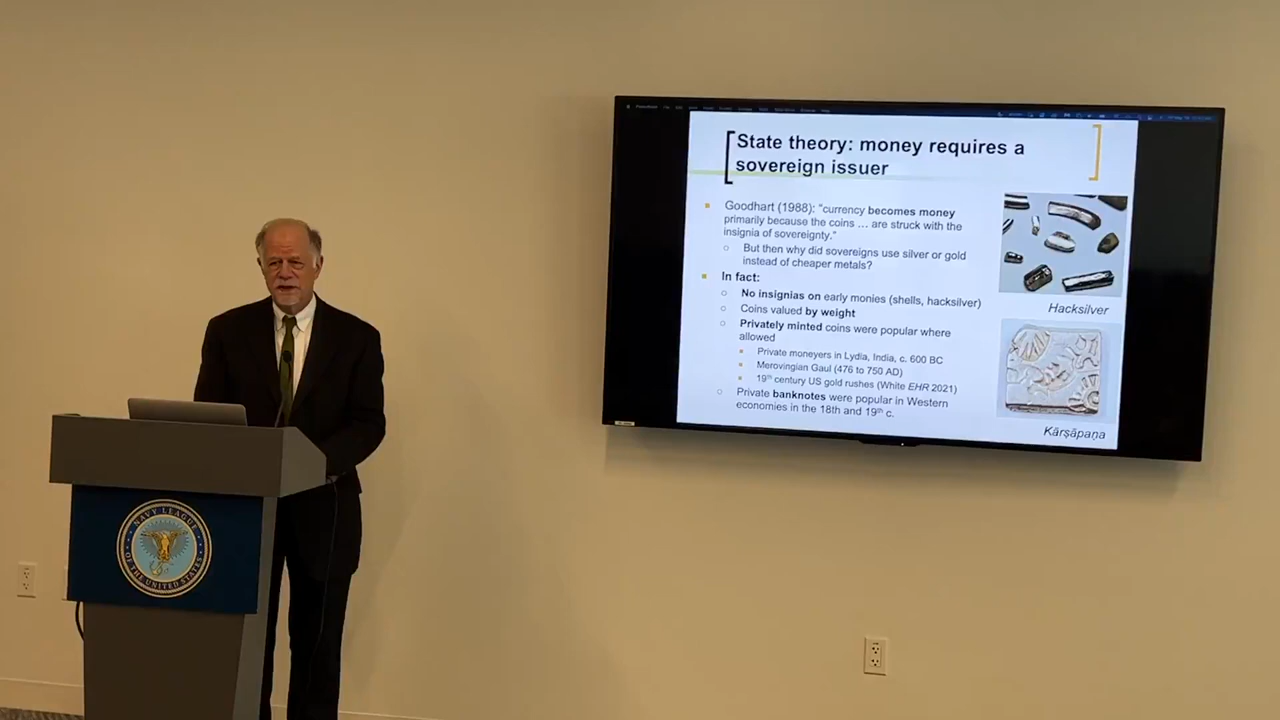 State theory: money requires a
sovereign issuer
Goodhart (1988): "currency becomes money
primarily because the coins … are struck with the
insignia of sovereignty."
But then why did sovereigns use silver or gold
instead of cheaper metals?
In fact:
No insignias on early monies (shells, hacksilver)
Coins valued by weight
Privately minted coins were popular where
allowed
Private moneyers in Lydia, India, c. 600 BC
Merovingian Gaul (476 to 750 AD)
19th century US gold rushes (White EHR 2021)
Private banknotes were popular in Western
economies in the 18th and 19th c.
Hacksilver
Kārṣāpaṇa
NAVY LEAGUE
OF THE UNITED STATES